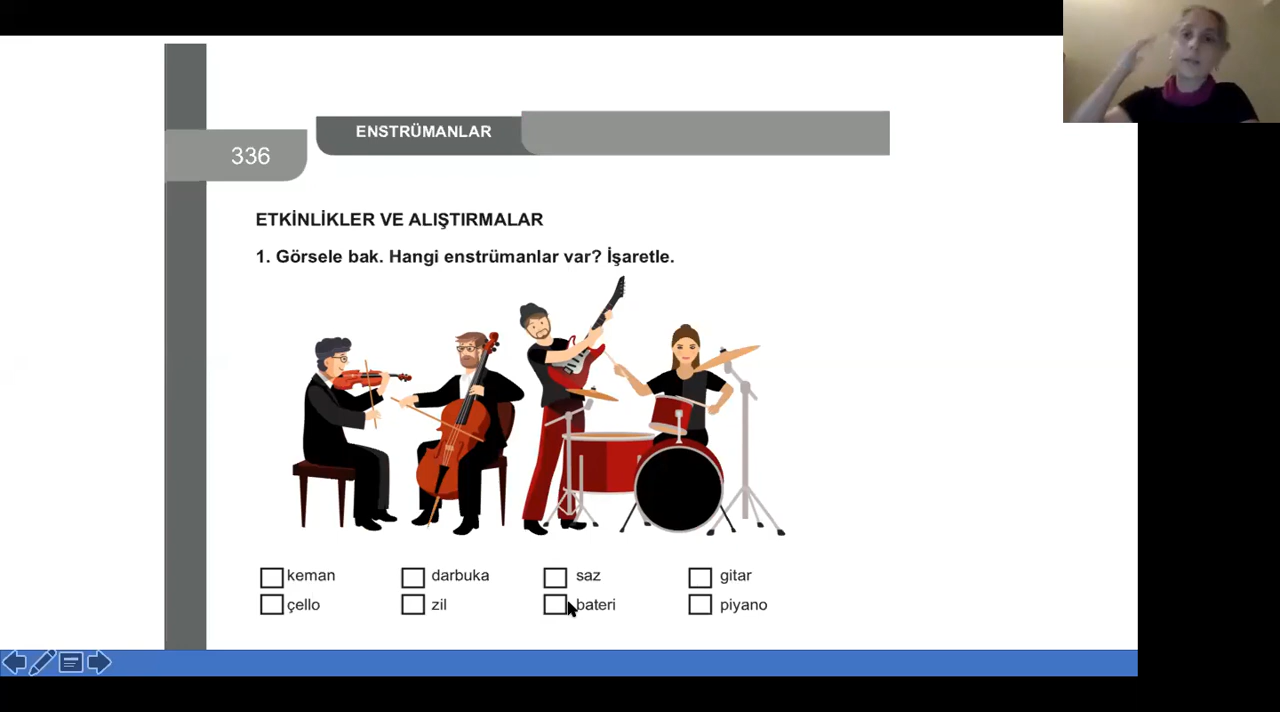 ENSTRÜMANLAR
336
ETKİNLİKLER VE ALIŞTIRMALAR
1. Görsele bak. Hangi enstrümanlar var? İşaretle.
keman darbuka saz gitar
çello zil bateri piyano